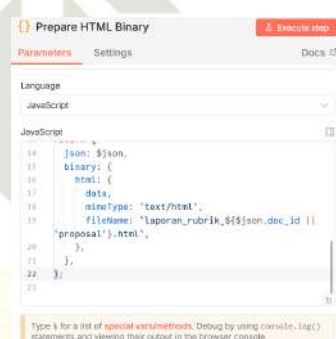 {} Prepare HTML Binary
Execute step
Parameters Settings Docs
Language
JavaScript
JavaScript
14 json: $json,
15 binary: {
16 html: {
17 data,
18 mimeType: "text/html",
19 fileName: `laporan_rubrik_${$json.doc_id ||
'proposal'}.html`,
20 },
21 },
22 };
23
Type $ for a list of special vars/methods. Debug by using console.log()
statements and viewing their output in the browser console.